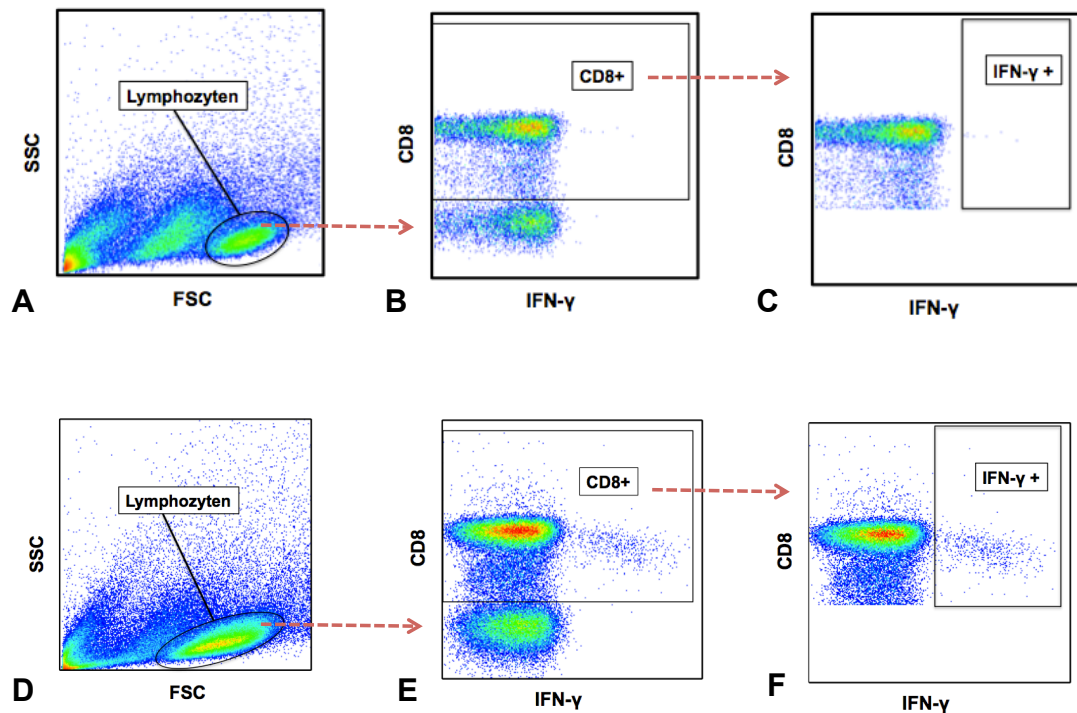 Lymphozyten
SSC
FSC
A
CD8+
CD8
IFN-γ
B
IFN-γ +
CD8
IFN-γ
C
Lymphozyten
SSC
FSC
D
CD8+
CD8
IFN-γ
E
IFN-γ +
CD8
IFN-γ
F